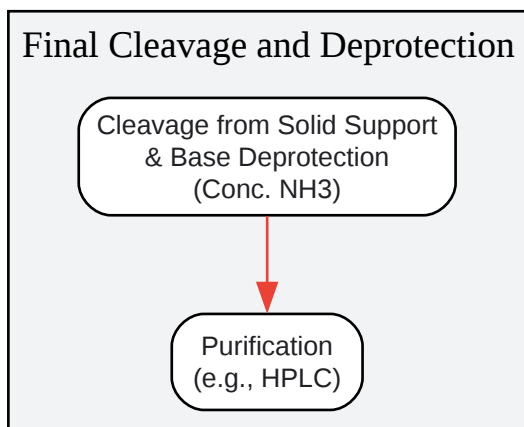 Final Cleavage and Deprotection
Cleavage from Solid Support
& Base Deprotection
(Conc. NH3)
Purification
(e.g., HPLC)